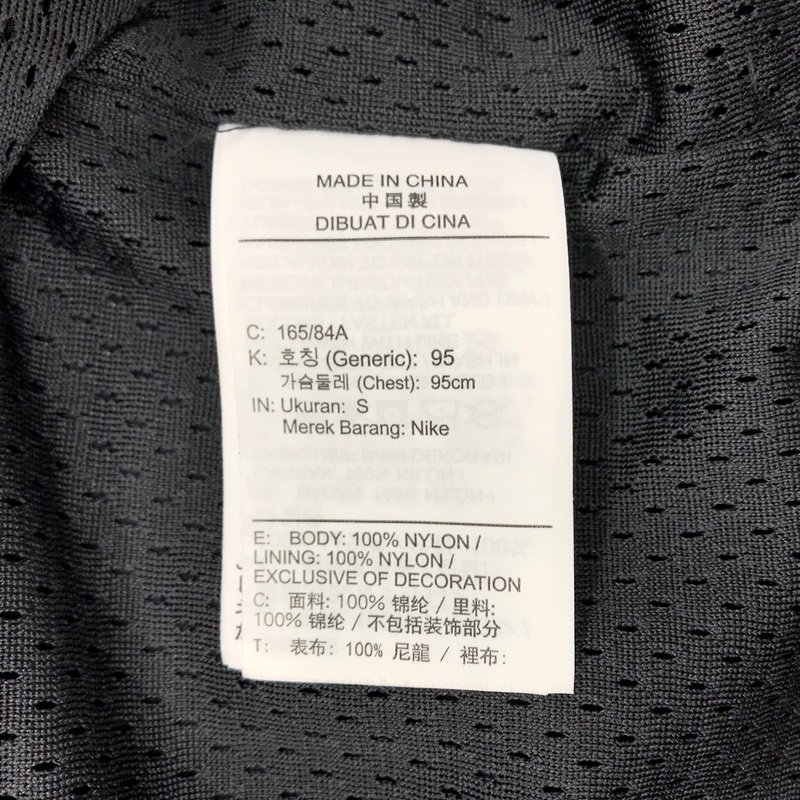 MADE IN CHINA
中国製
DIBUAT DI CINA
C: 165/84A
K: 호칭 (Generic): 95
가슴둘레 (Chest): 95cm
IN: Ukuran: S
Merek Barang: Nike
E: BODY: 100% NYLON /
LINING: 100% NYLON /
EXCLUSIVE OF DECORATION
C: 面料: 100% 锦纶 / 里料:
100% 锦纶 / 不包括装饰部分
T: 表布: 100% 尼龍 / 裡布: